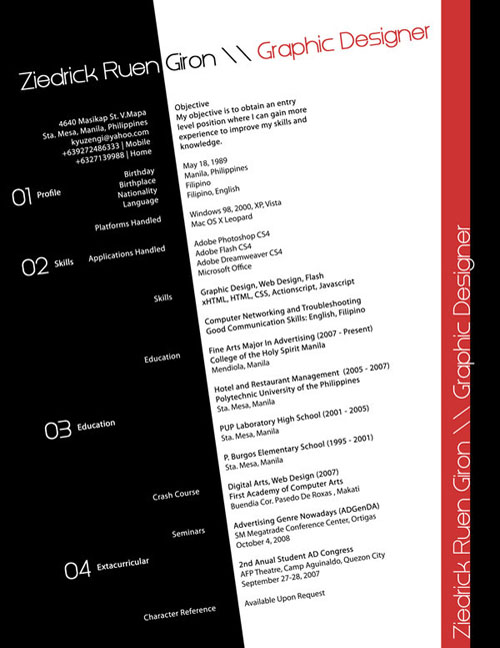 Ziedrick Ruen Giron \\ Graphic Designer
4640 Masikap St. V.Mapa
Sta. Mesa, Manila, Philippines
kyuzengi@yahoo.com
+639272486333 | Mobile
+6327139988 | Home
Objective
My objective is to obtain an entry
level position where I can gain more
experience to improve my skills and
knowledge.
01 Profile
Birthday May 18, 1989
Birthplace Manila, Philippines
Nationality Filipino
Language Filipino, English
Platforms Handled Windows 98, 2000, XP, Vista
Mac OS X Leopard
02 Skills
Applications Handled Adobe Photoshop CS4
Adobe Flash CS4
Adobe Dreamweaver CS4
Microsoft Office
Skills Graphic Design, Web Design, Flash
xHTML, HTML, CSS, Actionscript, Javascript
Computer Networking and Troubleshooting
Good Communication Skills: English, Filipino
03 Education
Education Fine Arts Major In Advertising (2007 - Present)
College of the Holy Spirit Manila
Mendiola, Manila
Hotel and Restaurant Management (2005 - 2007)
Polytechnic University of the Philippines
Sta. Mesa, Manila
PUP Laboratory High School (2001 - 2005)
Sta. Mesa, Manila
P. Burgos Elementary School (1995 - 2001)
Sta. Mesa, Manila
Crash Course Digital Arts, Web Design (2007)
First Academy of Computer Arts
Buendia Cor. Pasedo De Roxas , Makati
04 Extacurricular
Seminars Advertising Genre Nowadays (ADGenDA)
SM Megatrade Conference Center, Ortigas
October 4, 2008
2nd Anual Student AD Congress
AFP Theatre, Camp Aguinaldo, Quezon City
September 27-28, 2007
Character Reference Available Upon Request
Ziedrick Ruen Giron \\ Graphic Designer